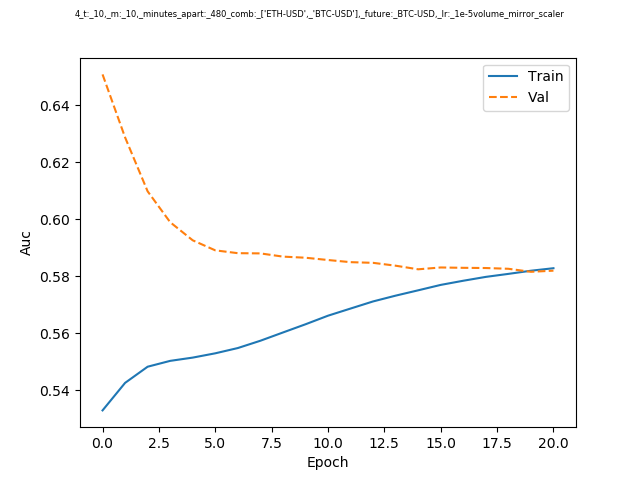 4_t:_10,_m:_10,_minutes_apart:_480_comb:_['ETH-USD',_'BTC-USD'],_future:_BTC-USD,_lr:_1e-5volume_mirror_scaler
Train
Val
0.64
0.62
0.60
0.58
0.56
0.54
Auc
0.0 2.5 5.0 7.5 10.0 12.5 15.0 17.5 20.0
Epoch